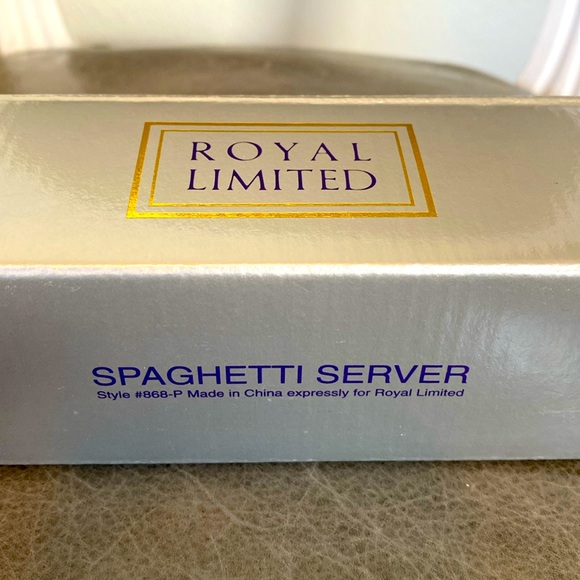 ROYAL
LIMITED
SPAGHETTI SERVER
Style #868-P Made in China expressly for Royal Limited